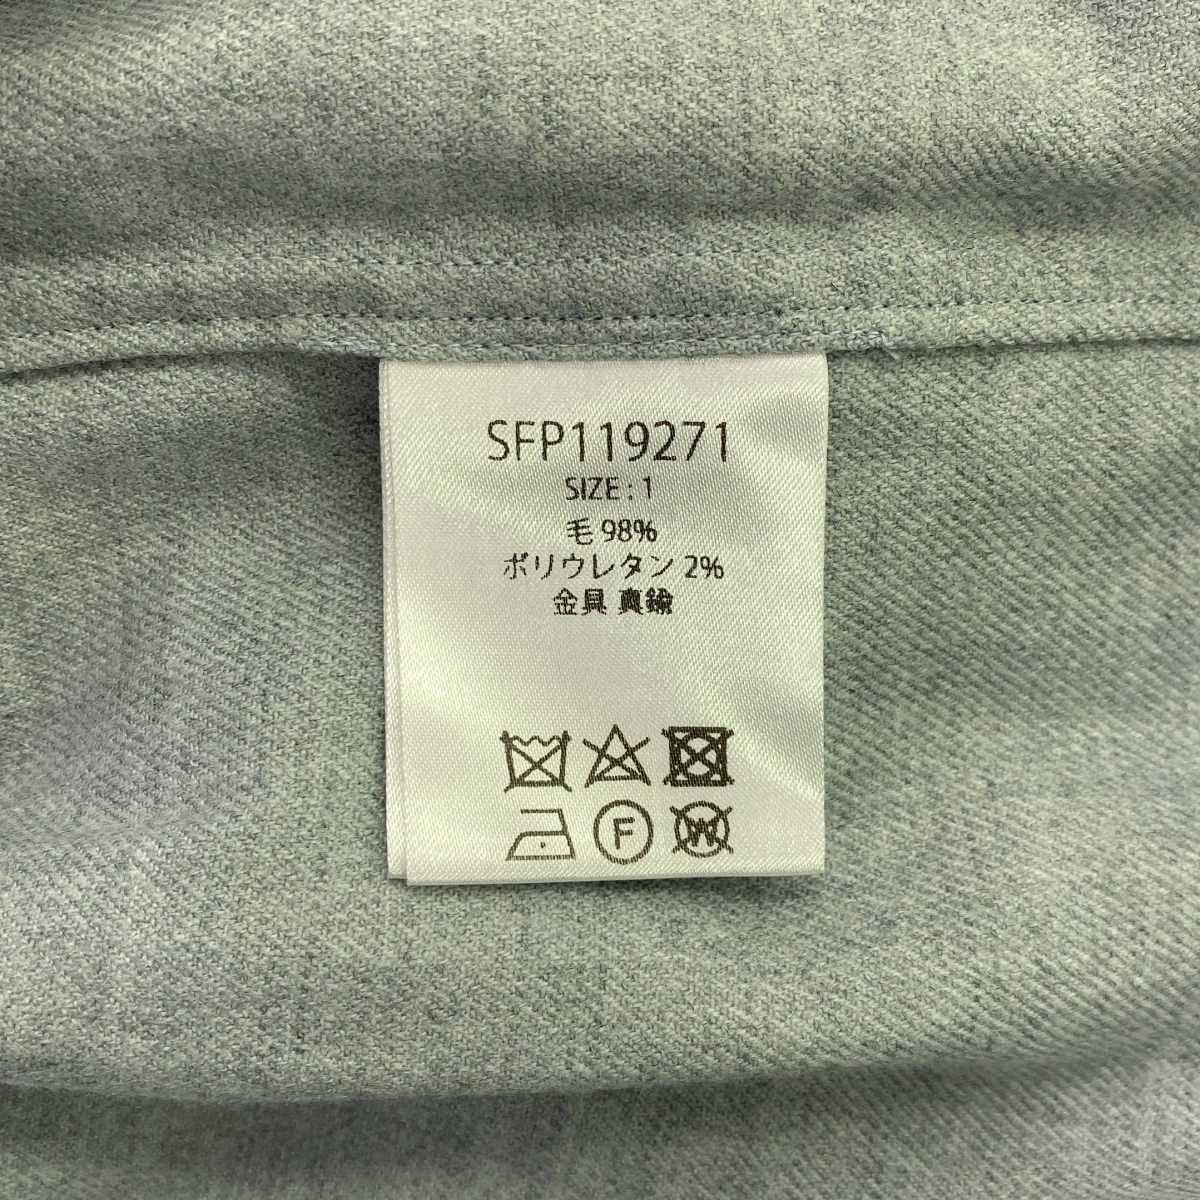 SFP119271
SIZE : 1
毛 98%
ポリウレタン 2%
金具 真鍮
F
W